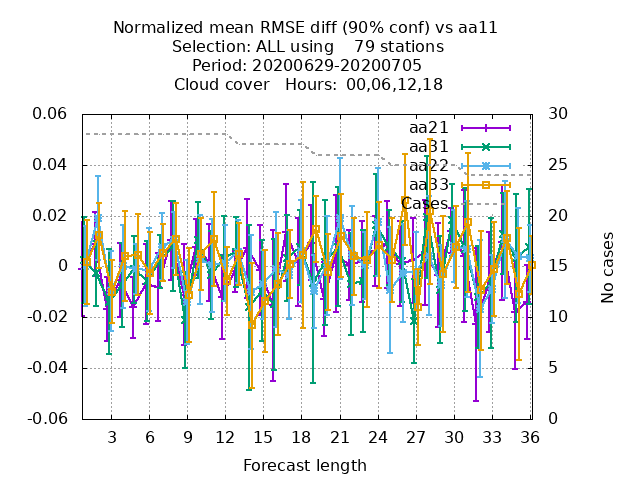 Normalized mean RMSE diff (90% conf) vs aa11
Selection: ALL using    79 stations
Period: 20200629-20200705
Cloud cover   Hours: 00,06,12,18
0.06
0.04
0.02
0
-0.02
-0.04
-0.06
30
25
20
15
10
5
0
No cases
aa21
aa31
aa22
aa33
Cases
3 6 9 12 15 18 21 24 27 30 33 36
Forecast length